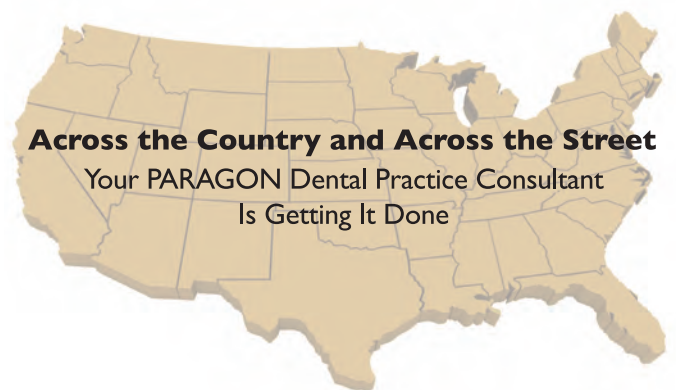 Across the Country and Across the Street
Your PARAGON Dental Practice Consultant
Is Getting It Done